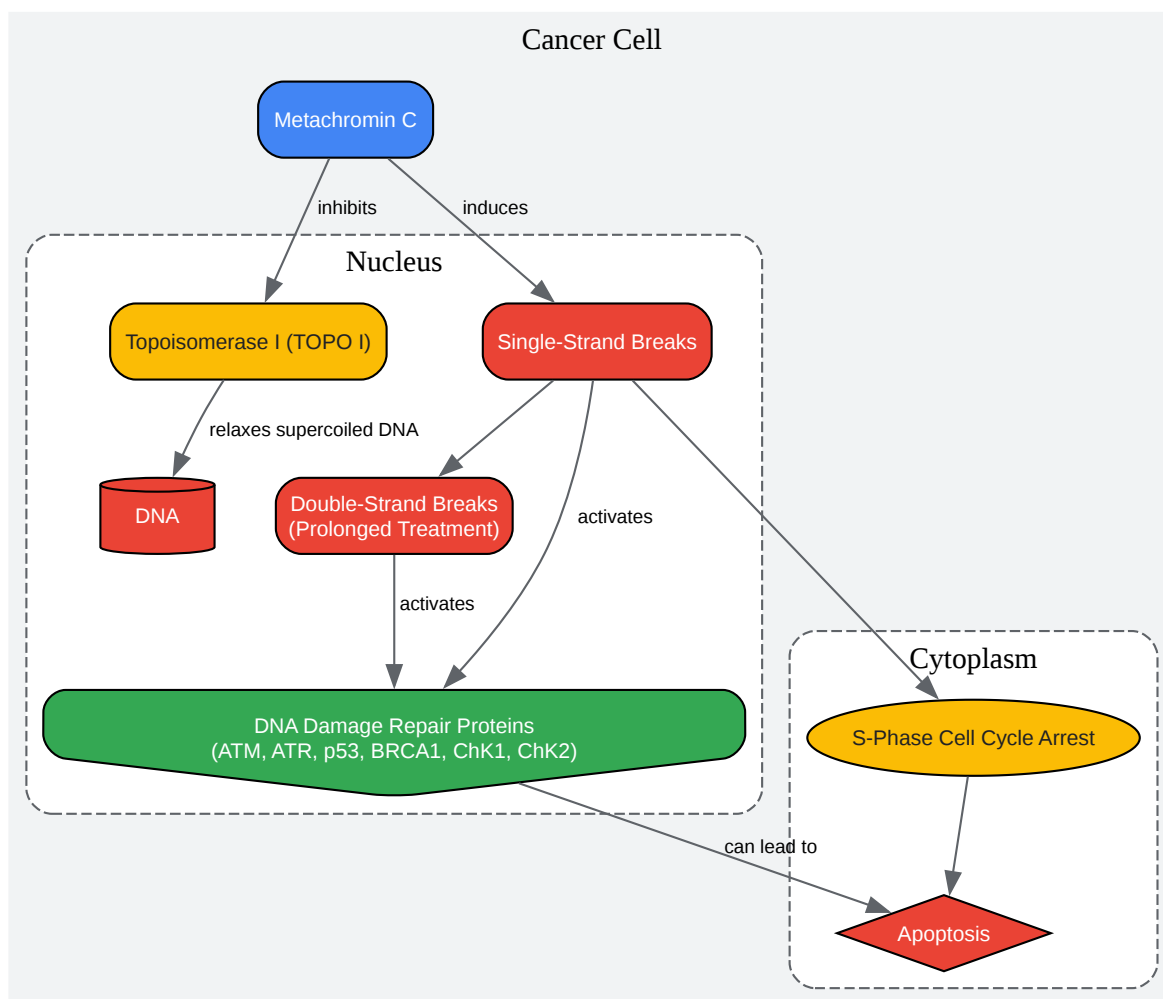 Cancer Cell
Metachromin C
inhibits
induces
Nucleus
Topoisomerase I (TOPO I)
Single-Strand Breaks
relaxes supercoiled DNA
DNA
Double-Strand Breaks
(Prolonged Treatment)
activates
activates
Cytoplasm
DNA Damage Repair Proteins
(ATM, ATR, p53, BRCA1, ChK1, ChK2)
S-Phase Cell Cycle Arrest
can lead to
Apoptosis